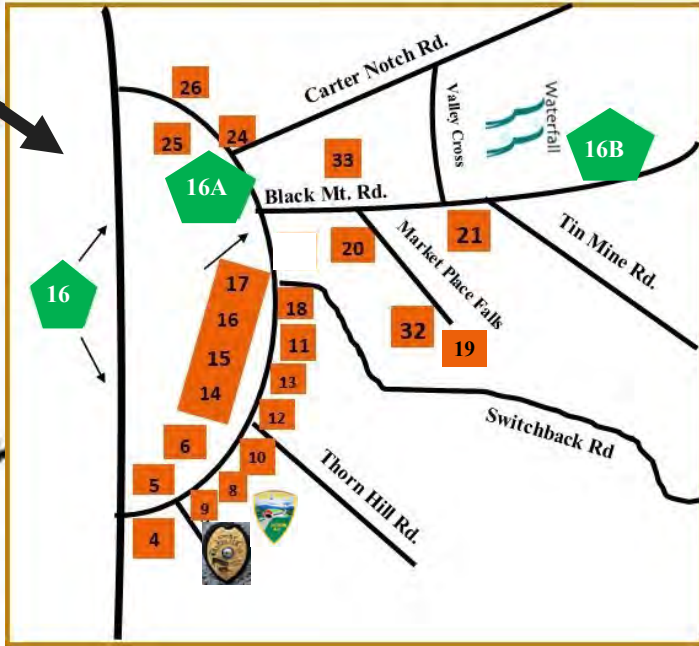 26
Carter Notch Rd.
25
24
33
Valley Cross
Waterfall
16B
16A
Black Mt. Rd.
20
21
Market Place Falls
Tin Mine Rd.
16
17
16
15
14
18
11
13
12
32
19
Switchback Rd
6
10
Thorn Hill Rd.
5
8
9
4